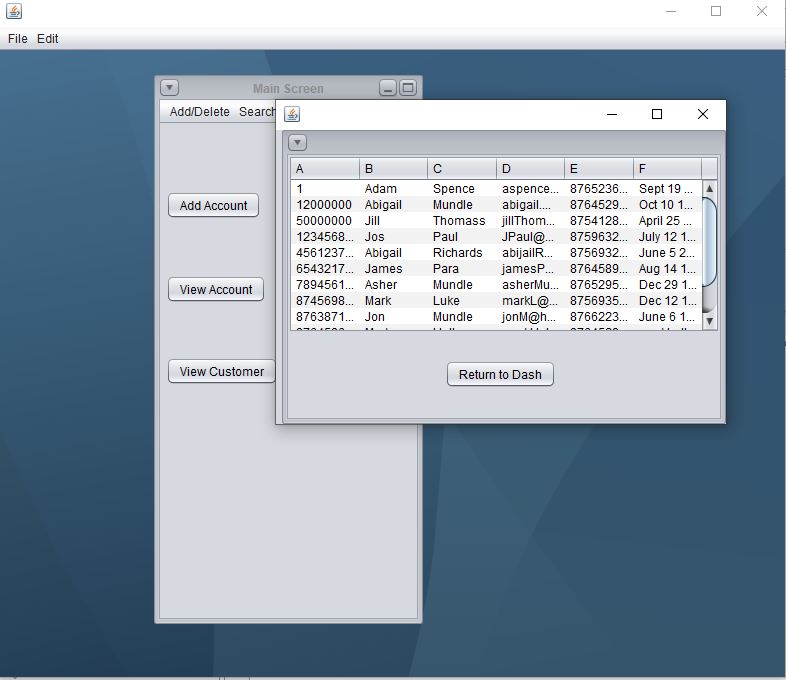 File Edit
Main Screen
Add/Delete Search
Add Account
View Account
View Customer
A B C D E F
1 Adam Spence aspence... 8765236... Sept 19 ...
12000000 Abigail Mundle abigail.... 8764529... Oct 10 1...
50000000 Jill Thomass jillThom... 8754128... April 25 ...
1234568... Jos Paul JPaul@... 8759632... July 12 1...
4561237... Abigail Richards abijailR... 8756932... June 5 2...
6543217... James Para jamesP... 8764589... Aug 14 1...
7894561... Asher Mundle asherMu... 8765295... Dec 29 1...
8745698... Mark Luke markL@... 8756935... Dec 12 1...
8763871... Jon Mundle jonM@h... 8766223... June 6 1...
Return to Dash